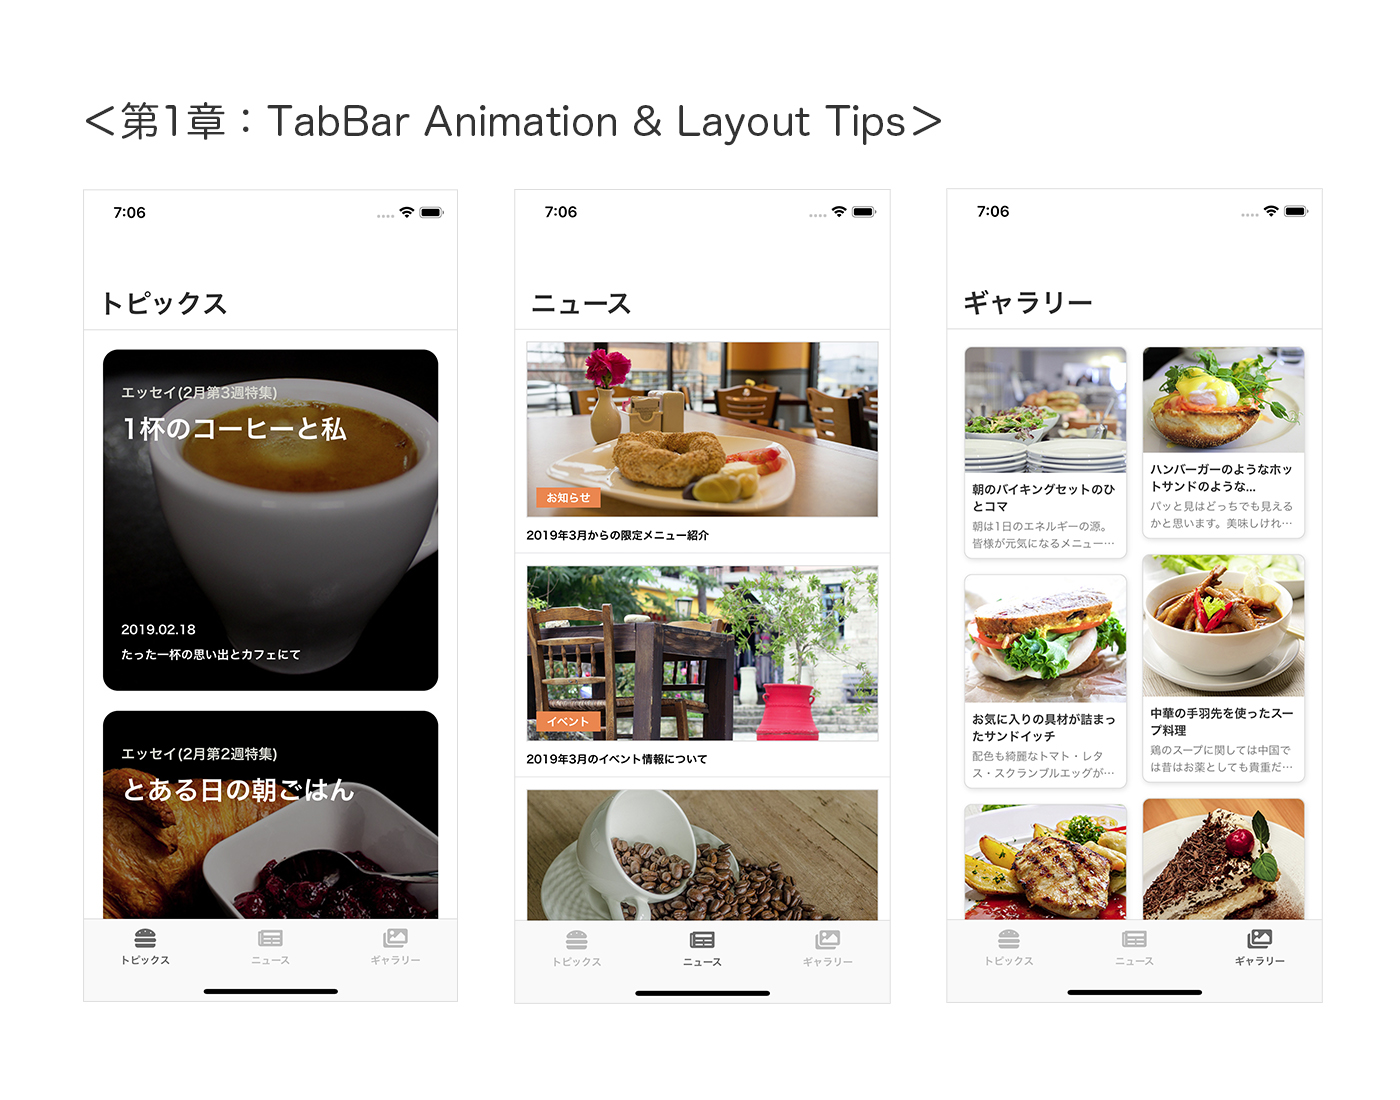 ＜第1章：TabBar Animation & Layout Tips＞
7:06
トピックス
エッセイ(2月第3週特集)
1杯のコーヒーと私
2019.02.18
たった一杯の思い出とカフェにて
エッセイ(2月第2週特集)
とある日の朝ごはん
トピックス
ニュース
ギャラリー
7:06
ニュース
お知らせ
2019年3月からの限定メニュー紹介
イベント
2019年3月のイベント情報について
トピックス
ニュース
ギャラリー
7:06
ギャラリー
朝のバイキングセットのひ
とコマ
朝は1日のエネルギーの源。
皆様が元気になるメニュー…
ハンバーガーのようなホッ
トサンドのような...
パッと見はどっちでも見える
かと思います。美味しけれ…
お気に入りの具材が詰まっ
たサンドイッチ
配色も綺麗なトマト・レタ
ス・スクランブルエッグが…
中華の手羽先を使ったスー
プ料理
鶏のスープに関しては中国で
は昔はお薬としても貴重だ…
トピックス
ニュース
ギャラリー